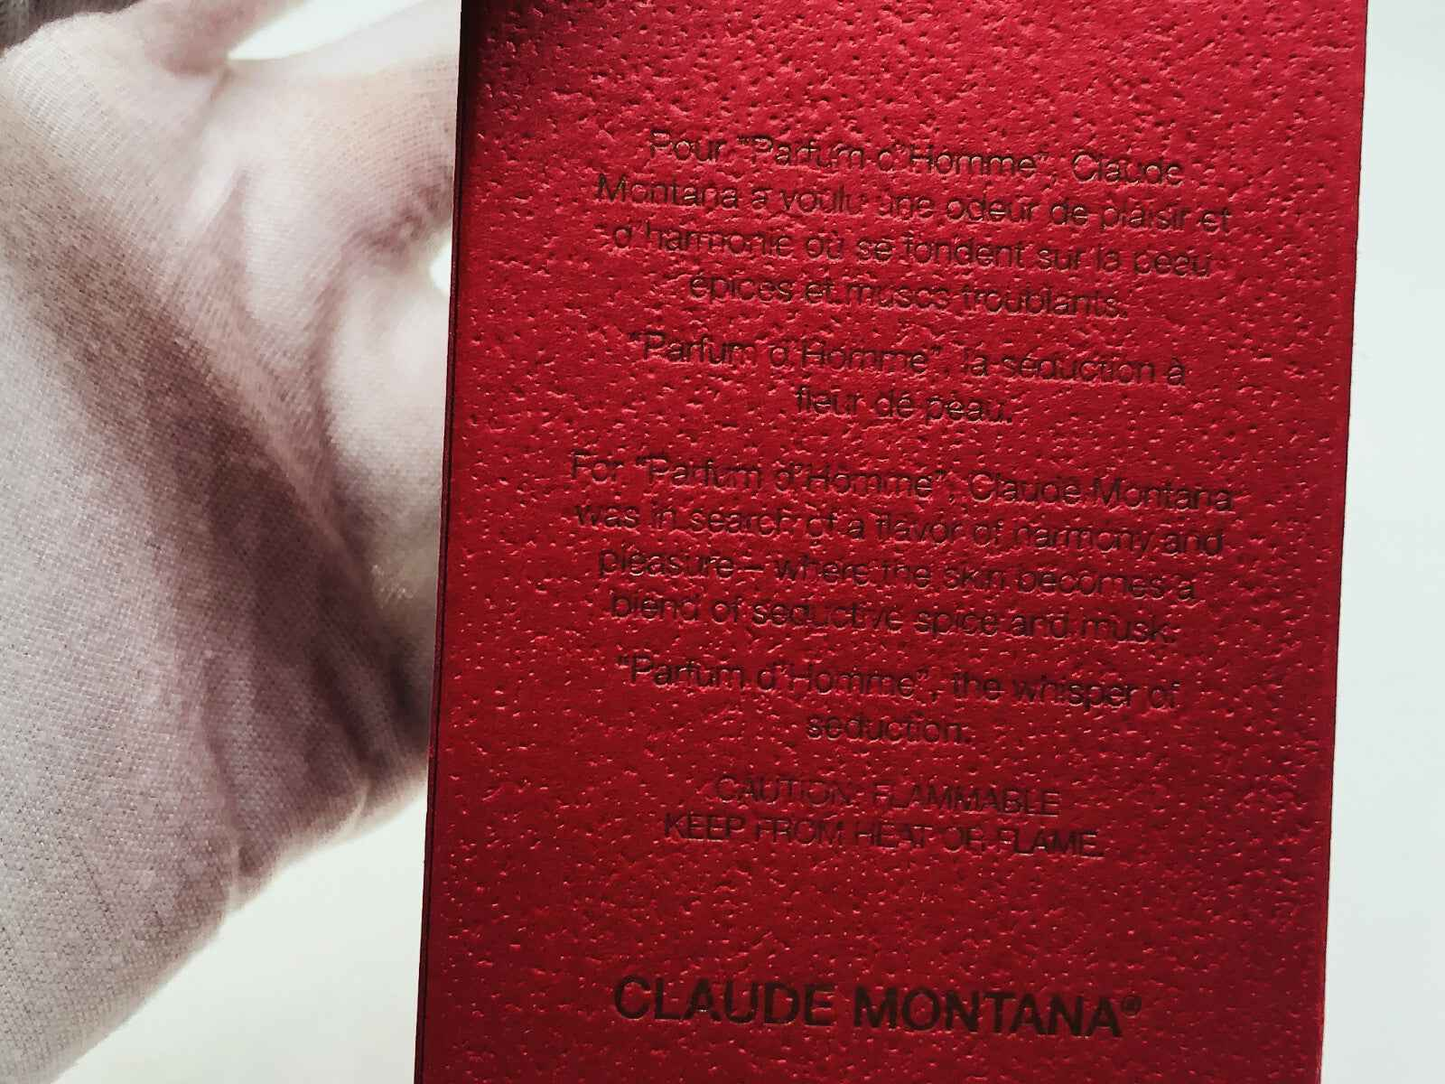 Pour "Parfum d'Homme", Claude
Montana a voulu une odeur de plaisir et
d'harmonie où se fondent sur la peau
épices et muscs troublants.
"Parfum d'Homme", la séduction à
fleur de peau.
For "Parfum d'Homme", Claude Montana
was in search of a flavor of harmony and
pleasure – where the skin becomes a
blend of seductive spice and musk.
"Parfum d'Homme", the whisper of
seduction.
CAUTION: FLAMMABLE
KEEP FROM HEAT OR FLAME.
CLAUDE MONTANA®